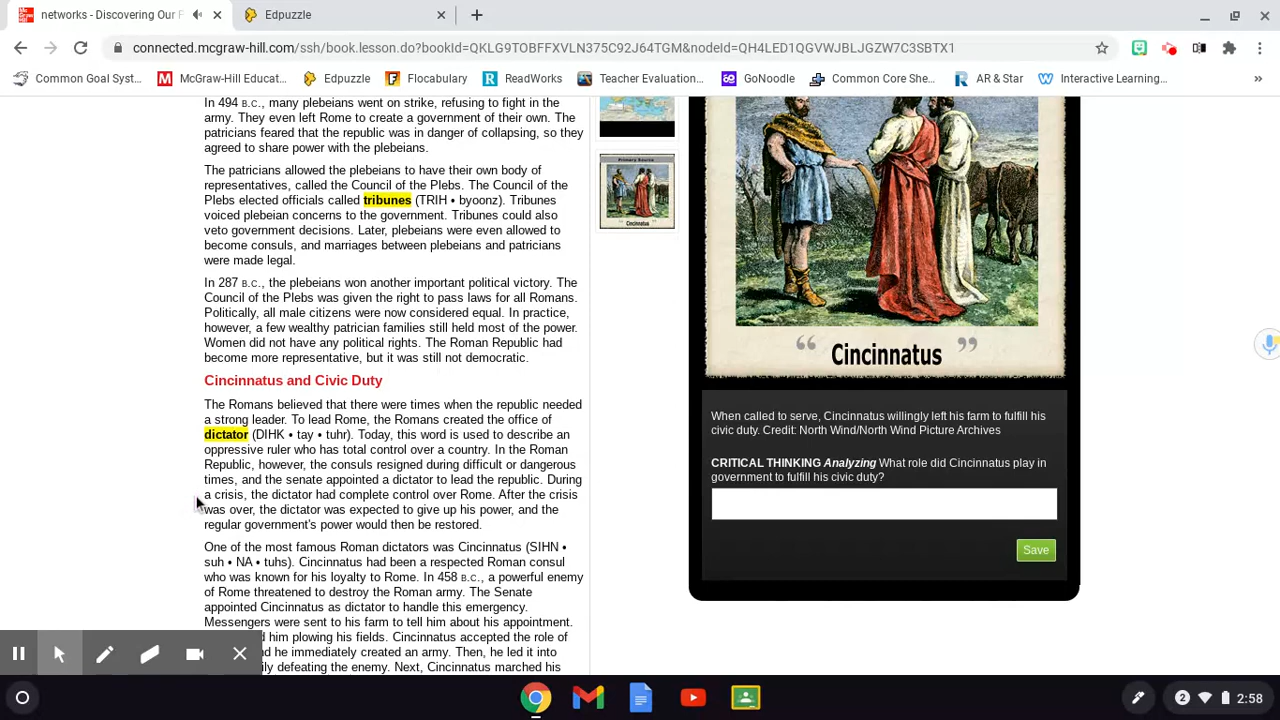 networks - Discovering Our F
Edpuzzle
connected.mcgraw-hill.com/ssh/book.lesson.do?bookId=QKLG9TOBFFXVLN375C92J64TGM&nodeId=QH4LED1QGVWJBLJGZW7C3SBTX1
Common Goal Syst...
McGraw-Hill Educat...
Edpuzzle
Flocabulary
ReadWorks
Teacher Evaluation...
GoNoodle
Common Core She...
AR & Star
Interactive Learning...
»
In 494 B.C., many plebeians went on strike, refusing to fight in the
army. They even left Rome to create a government of their own. The
patricians feared that the republic was in danger of collapsing, so they
agreed to share power with the plebeians.
The patricians allowed the plebeians to have their own body of
representatives, called the Council of the Plebs. The Council of the
Plebs elected officials called tribunes (TRIH • byoonz). Tribunes
voiced plebeian concerns to the government. Tribunes could also
veto government decisions. Later, plebeians were even allowed to
become consuls, and marriages between plebeians and patricians
were made legal.
In 287 B.C., the plebeians won another important political victory. The
Council of the Plebs was given the right to pass laws for all Romans.
Politically, all male citizens were now considered equal. In practice,
however, a few wealthy patrician families still held most of the power.
Women did not have any political rights. The Roman Republic had
become more representative, but it was still not democratic.
Cincinnatus and Civic Duty
The Romans believed that there were times when the republic needed
a strong leader. To lead Rome, the Romans created the office of
dictator (DIHK • tay • tuhr). Today, this word is used to describe an
oppressive ruler who has total control over a country. In the Roman
Republic, however, the consuls resigned during difficult or dangerous
times, and the senate appointed a dictator to lead the republic. During
a crisis, the dictator had complete control over Rome. After the crisis
was over, the dictator was expected to give up his power, and the
regular government's power would then be restored.
One of the most famous Roman dictators was Cincinnatus (SIHN •
suh • NA • tuhs). Cincinnatus had been a respected Roman consul
who was known for his loyalty to Rome. In 458 B.C., a powerful enemy
of Rome threatened to destroy the Roman army. The Senate
appointed Cincinnatus as dictator to handle this emergency.
Messengers were sent to his farm to tell him about his appointment.
him plowing his fields. Cincinnatus accepted the role of
he immediately created an army. Then, he led it into
defeating the enemy. Next, Cincinnatus marched his
Primary Source
Cincinnatus
“ Cincinnatus ”
When called to serve, Cincinnatus willingly left his farm to fulfill his
civic duty. Credit: North Wind/North Wind Picture Archives
CRITICAL THINKING Analyzing What role did Cincinnatus play in
government to fulfill his civic duty?
Save
2
2:58